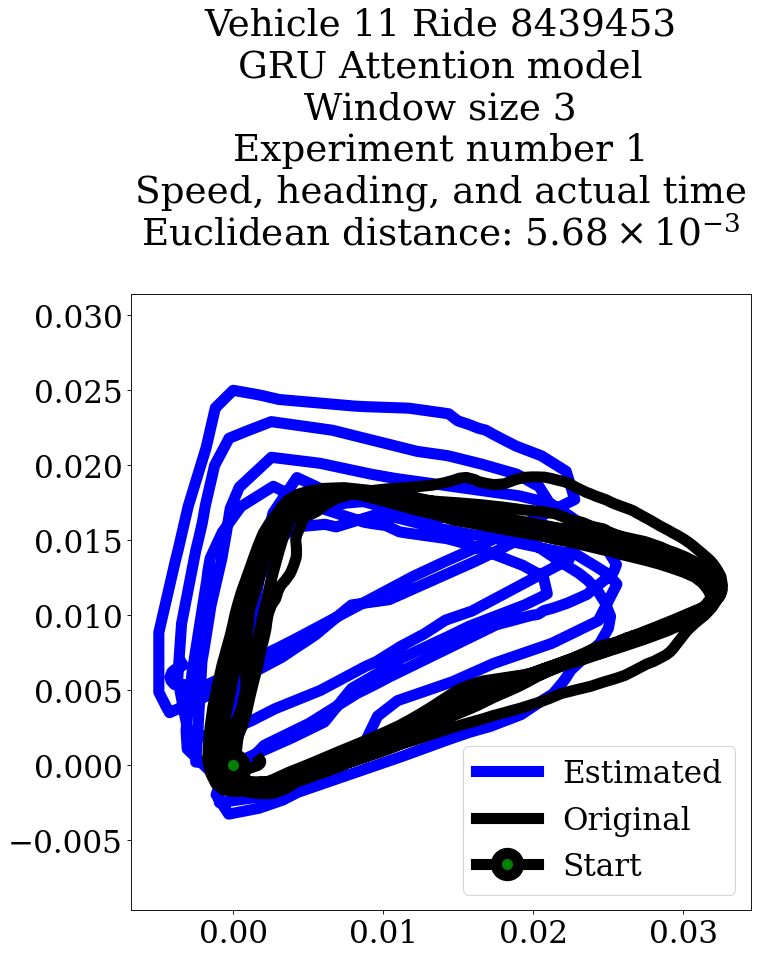 Vehicle 11 Ride 8439453
GRU Attention model
Window size 3
Experiment number 1
Speed, heading, and actual time
Euclidean distance: 5.68 × 10⁻³
0.030
0.025
0.020
0.015
0.010
0.005
0.000
−0.005
Estimated
Original
Start
0.00 0.01 0.02 0.03